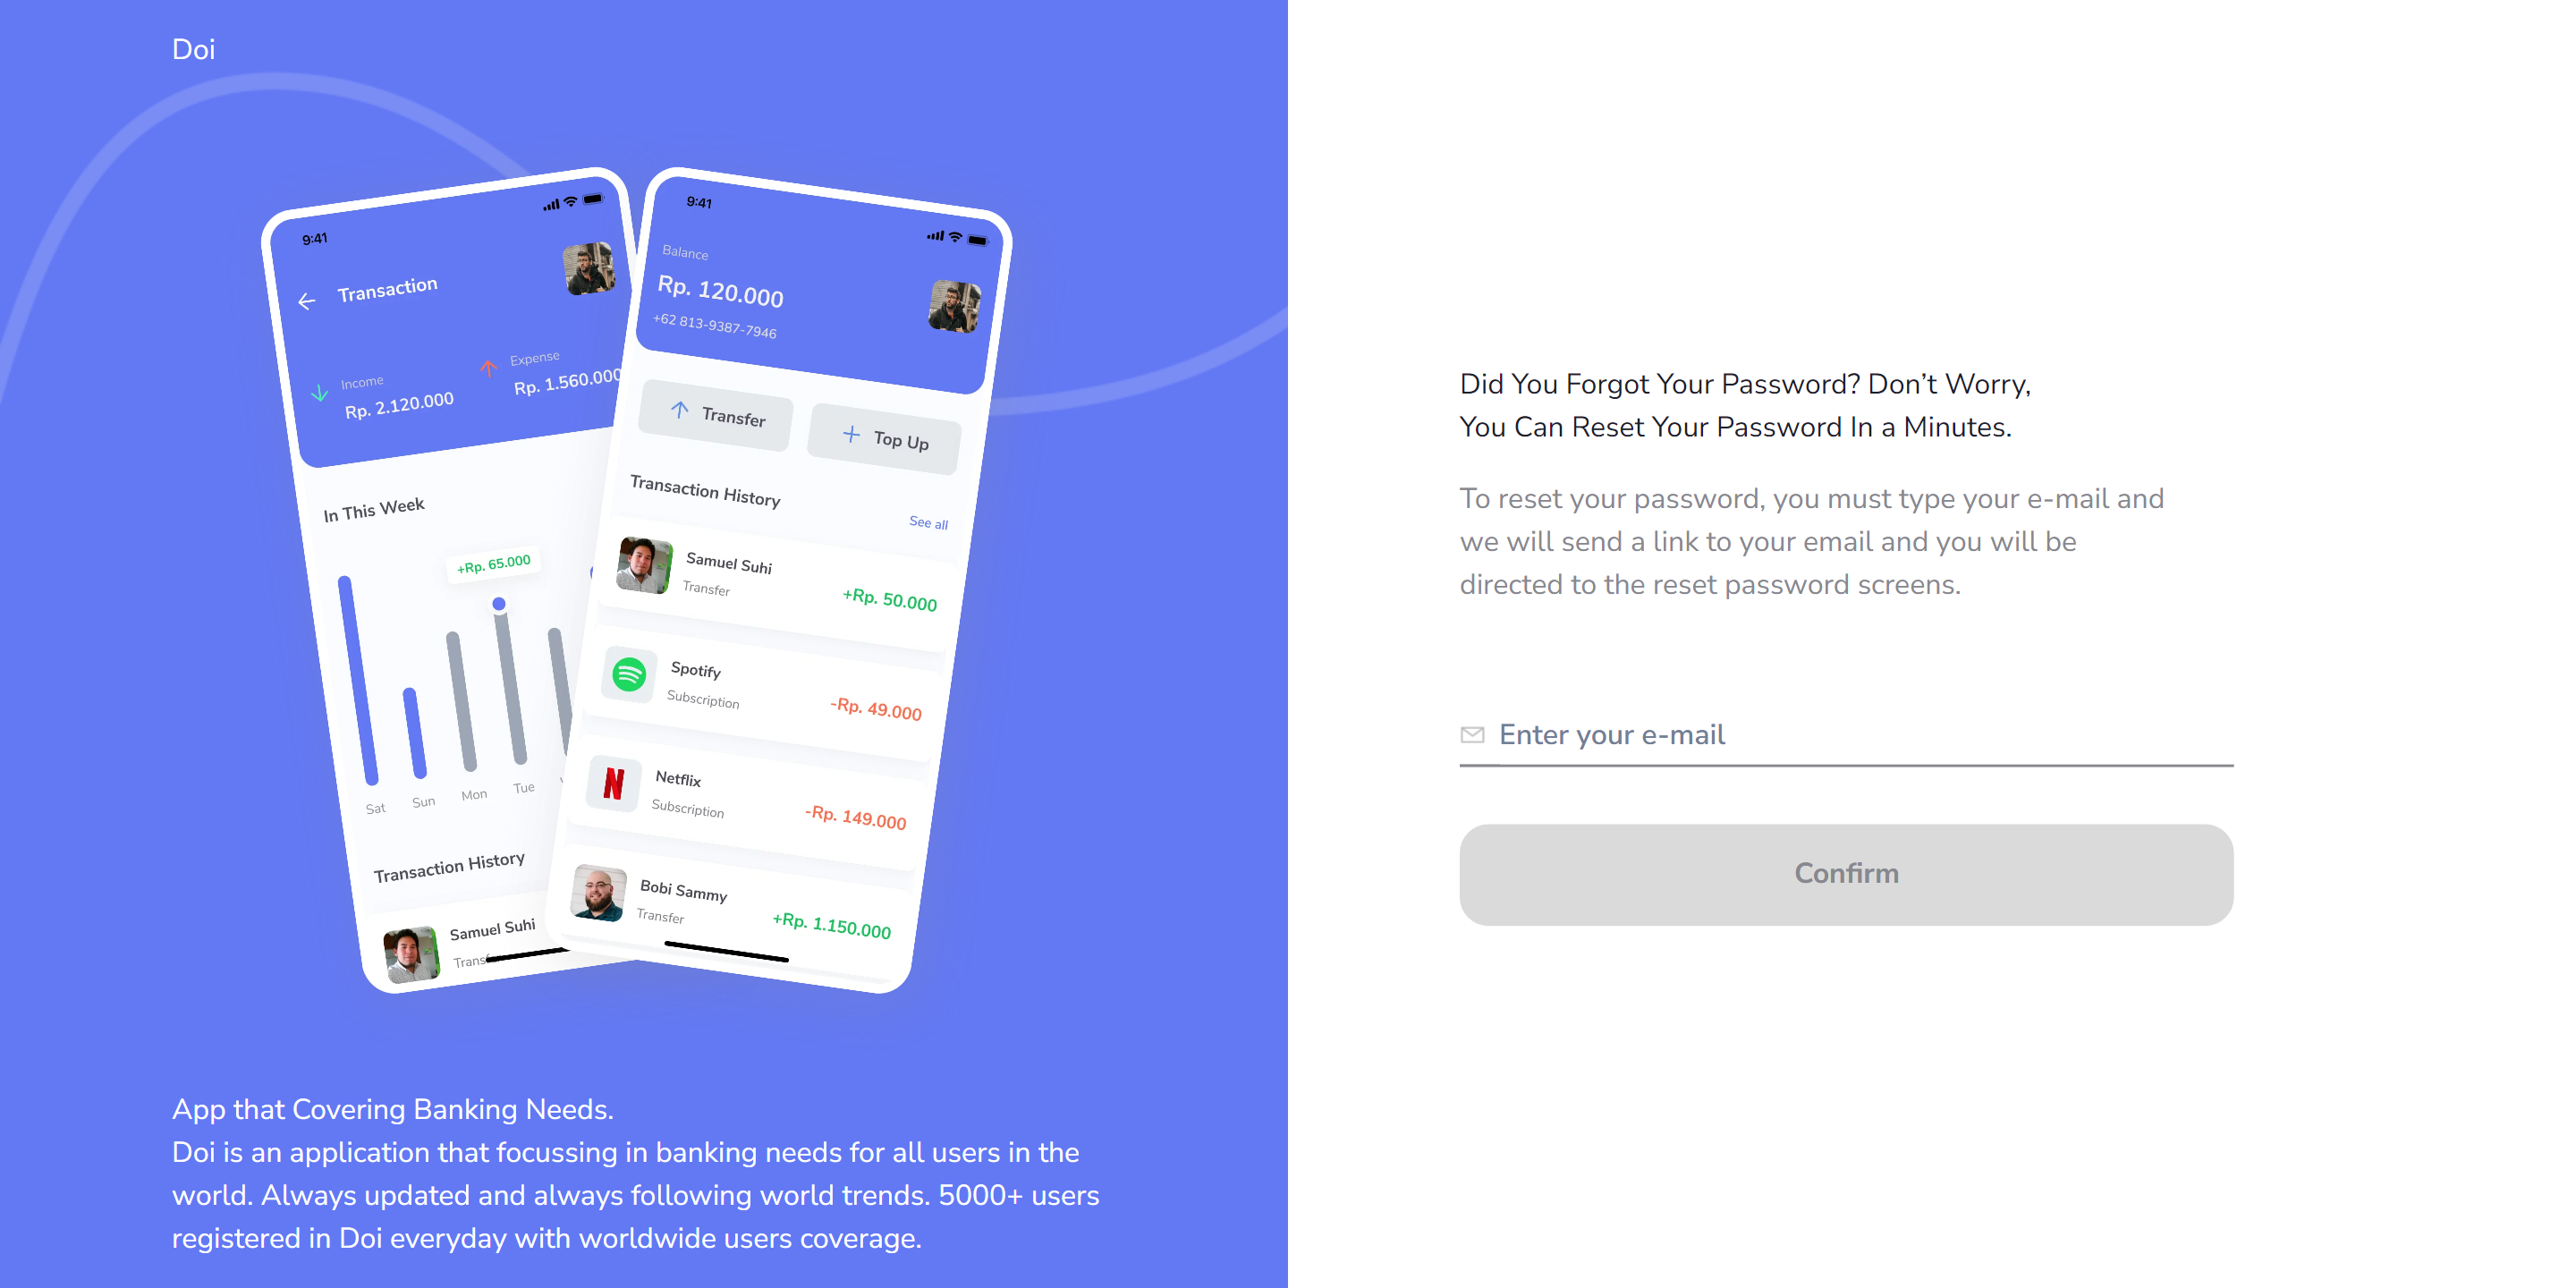 Doi
9:41
Transaction
Income
Rp. 2.120.000
Expense
Rp. 1.560.000
In This Week
+Rp. 65.000
Sat
Sun
Mon
Tue
Transaction History
Samuel Suhi
9:41
Balance
Rp. 120.000
+62 813-9387-7946
Transfer
Top Up
Transaction History
See all
Samuel Suhi
Transfer
+Rp. 50.000
Spotify
Subscription
-Rp. 49.000
Netflix
Subscription
-Rp. 149.000
Bobi Sammy
Transfer
+Rp. 1.150.000
App that Covering Banking Needs.
Doi is an application that focussing in banking needs for all users in the
world. Always updated and always following world trends. 5000+ users
registered in Doi everyday with worldwide users coverage.
Did You Forgot Your Password? Don’t Worry,
You Can Reset Your Password In a Minutes.
To reset your password, you must type your e-mail and
we will send a link to your email and you will be
directed to the reset password screens.
Enter your e-mail
Confirm